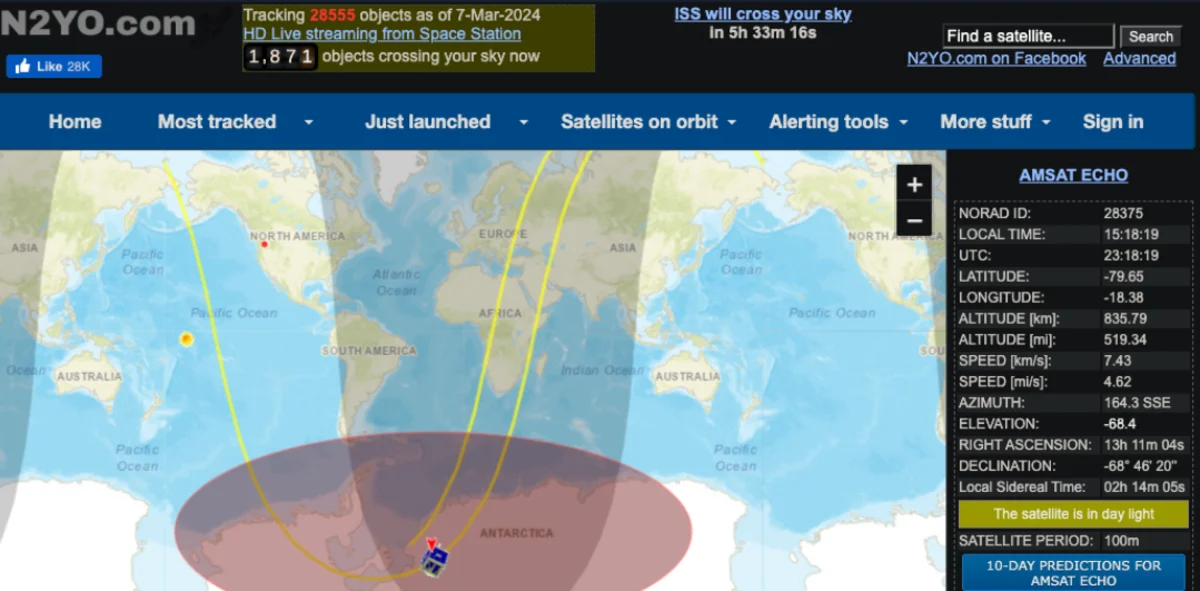 N2YO.com
Like 28K
Tracking 28555 objects as of 7-Mar-2024
HD Live streaming from Space Station
1,871 objects crossing your sky now
ISS will cross your sky
in 5h 33m 16s
Find a satellite... Search
N2YO.com on Facebook Advanced
Home Most tracked Just launched Satellites on orbit Alerting tools More stuff Sign in
+
−
ASIA
Pacific
Ocean
NORTH AMERICA
Pacific Ocean
Atlantic
Ocean
EUROPE
AFRICA
SOUTH AMERICA
Ocean
AUSTRALIA
Pacific
Ocean
ASIA
Indian Ocean
AUSTRALIA
Pacific
Ocean
NORTH AMERICA
Pacific Ocean
SOU
Pacific
Ocean
ANTARCTICA
AMSAT ECHO
NORAD ID: 28375
LOCAL TIME: 15:18:19
UTC: 23:18:19
LATITUDE: -79.65
LONGITUDE: -18.38
ALTITUDE [km]: 835.79
ALTITUDE [mi]: 519.34
SPEED [km/s]: 7.43
SPEED [mi/s]: 4.62
AZIMUTH: 164.3 SSE
ELEVATION: -68.4
RIGHT ASCENSION: 13h 11m 04s
DECLINATION: -68° 46' 20"
Local Sidereal Time: 02h 14m 05s
The satellite is in day light
SATELLITE PERIOD: 100m
10-DAY PREDICTIONS FOR
AMSAT ECHO